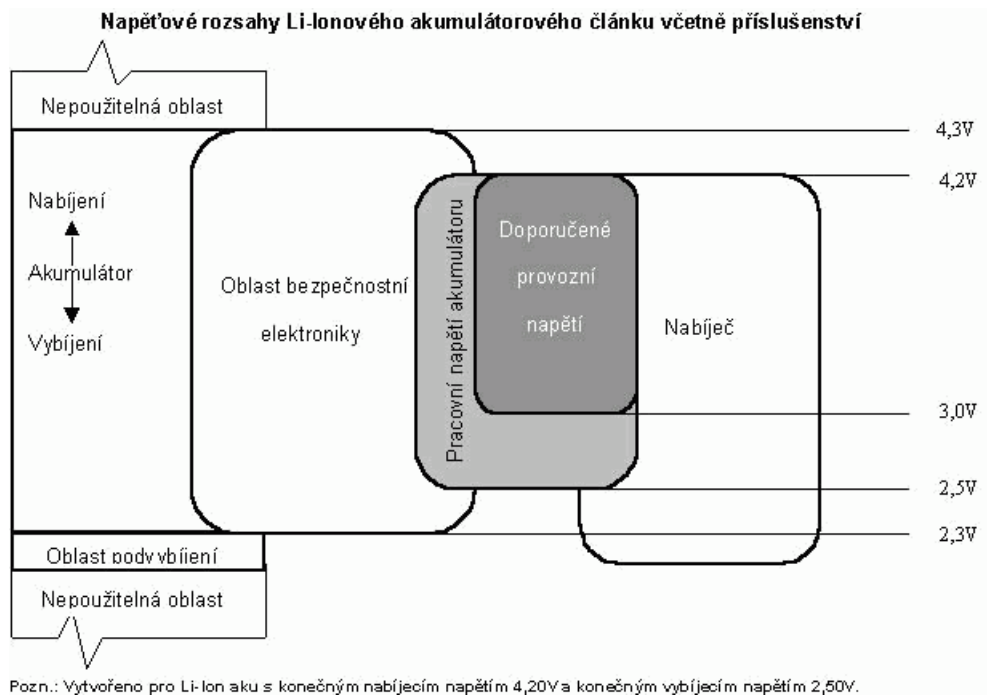 Napěťové rozsahy Li-Ionového akumulátorového článku včetně příslušenství
Nepoužitelná oblast
4,3V
4,2V
Nabíjení
Akumulátor
Vybíjení
Oblast bezpečnostní
elektroniky
Pracovní napětí akumulátoru
Doporučené
provozní
napětí
Nabíječ
3,0V
2,5V
2,3V
Oblast podvybíjení
Nepoužitelná oblast
Pozn.: Vytvořeno pro Li-Ion aku s konečným nabíjecím napětím 4,20V a konečným vybíjecím napětím 2,50V.